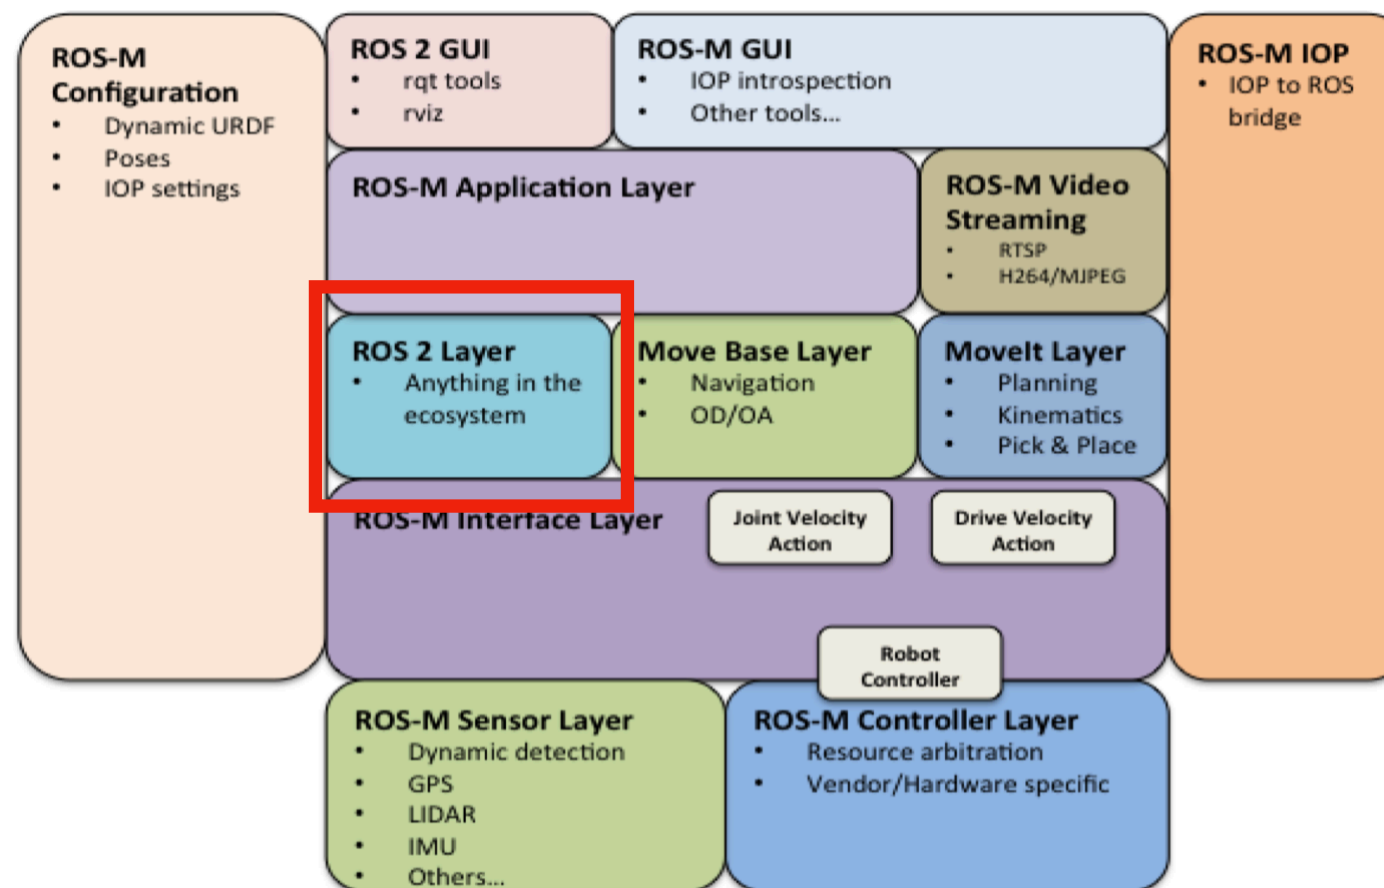 ROS-M
Configuration
• Dynamic URDF
• Poses
• IOP settings
ROS 2 GUI
• rqt tools
• rviz
ROS-M GUI
• IOP introspection
• Other tools...
ROS-M IOP
• IOP to ROS
bridge
ROS-M Application Layer
ROS-M Video
Streaming
• RTSP
• H264/MJPEG
ROS 2 Layer
• Anything in the
ecosystem
Move Base Layer
• Navigation
• OD/OA
MoveIt Layer
• Planning
• Kinematics
• Pick & Place
ROS-M Interface Layer
Joint Velocity
Action
Drive Velocity
Action
Robot
Controller
ROS-M Sensor Layer
• Dynamic detection
• GPS
• LIDAR
• IMU
• Others...
ROS-M Controller Layer
• Resource arbitration
• Vendor/Hardware specific